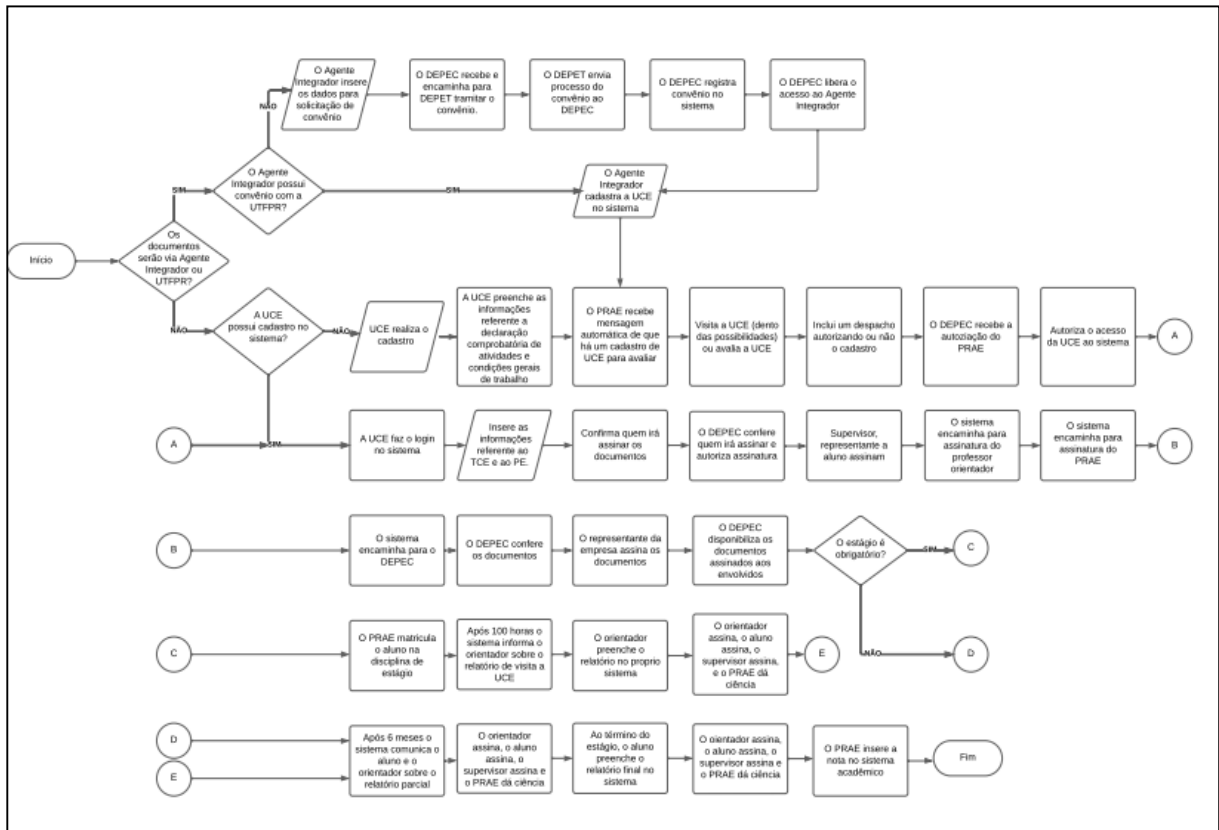 O Agente
Integrador insere
os dados para
solicitação de
convênio
O DEPEC recebe e
encaminha para
DEPET tramitar o
convênio.
O DEPET envia
processo do
convênio ao
DEPEC
O DEPEC registra
convênio no
sistema
O DEPEC libera o
acesso ao Agente
Integrador
NÃO
O Agente
Integrador possui
convênio com a
UTFPR?
SIM
SIM
O Agente
Integrador
cadastra a UCE
no sistema
Início
Os
documentos
serão via Agente
Integrador ou
UTFPR?
NÃO
A UCE
possui cadastro no
sistema?
NÃO
UCE realiza o
cadastro
A UCE preenche as
informações
referente a
declaração
comprobatória de
atividades e
condições gerais
de trabalho
O PRAE recebe
mensagem
automática de que
há um cadastro de
UCE para avaliar
Visita a UCE (dento
das possibilidades)
ou avalia a UCE
Inclui um despacho
autorizando ou não
o cadastro
O DEPEC recebe a
autoziação do
PRAE
Autoriza o acesso
da UCE ao sistema
A
A
SIM
A UCE faz o login
no sistema
Insere as
informações
referente ao
TCE e ao PE.
Confirma quem irá
assinar os
documentos
O DEPEC confere
quem irá assinar e
autoriza assinatura
Supervisor,
representante a
aluno assinam
O sistema
encaminha para
assinatura do
professor
orientador
O sistema
encaminha para
assinatura do
PRAE
B
B
O sistema
encaminha para o
DEPEC
O DEPEC confere
os documentos
O representante da
empresa assina os
documentos
O DEPEC
disponibiliza os
documentos
assinados aos
envolvidos
O estágio é
obrigatório?
SIM
C
NÃO
D
C
O PRAE matricula
o aluno na
disciplina de
estágio
Após 100 horas o
sistema informa o
orientador sobre o
relatório de visita a
UCE
O orientador
preenche o
relatório no proprio
sistema
O orientador
assina, o aluno
assina, o
supervisor assina,
e o PRAE dá
ciência
E
D
E
Após 6 meses o
sistema comunica o
aluno e o
orientador sobre o
relatório parcial
O orientador
assina, o aluno
assina, o
supervisor assina e
o PRAE dá ciência
Ao término do
estágio, o aluno
preenche o
relatório final no
sistema
O oientador assina,
o aluno assina, o
supervisor assina e
o PRAE dá ciência
O PRAE insere a
nota no sistema
acadêmico
Fim